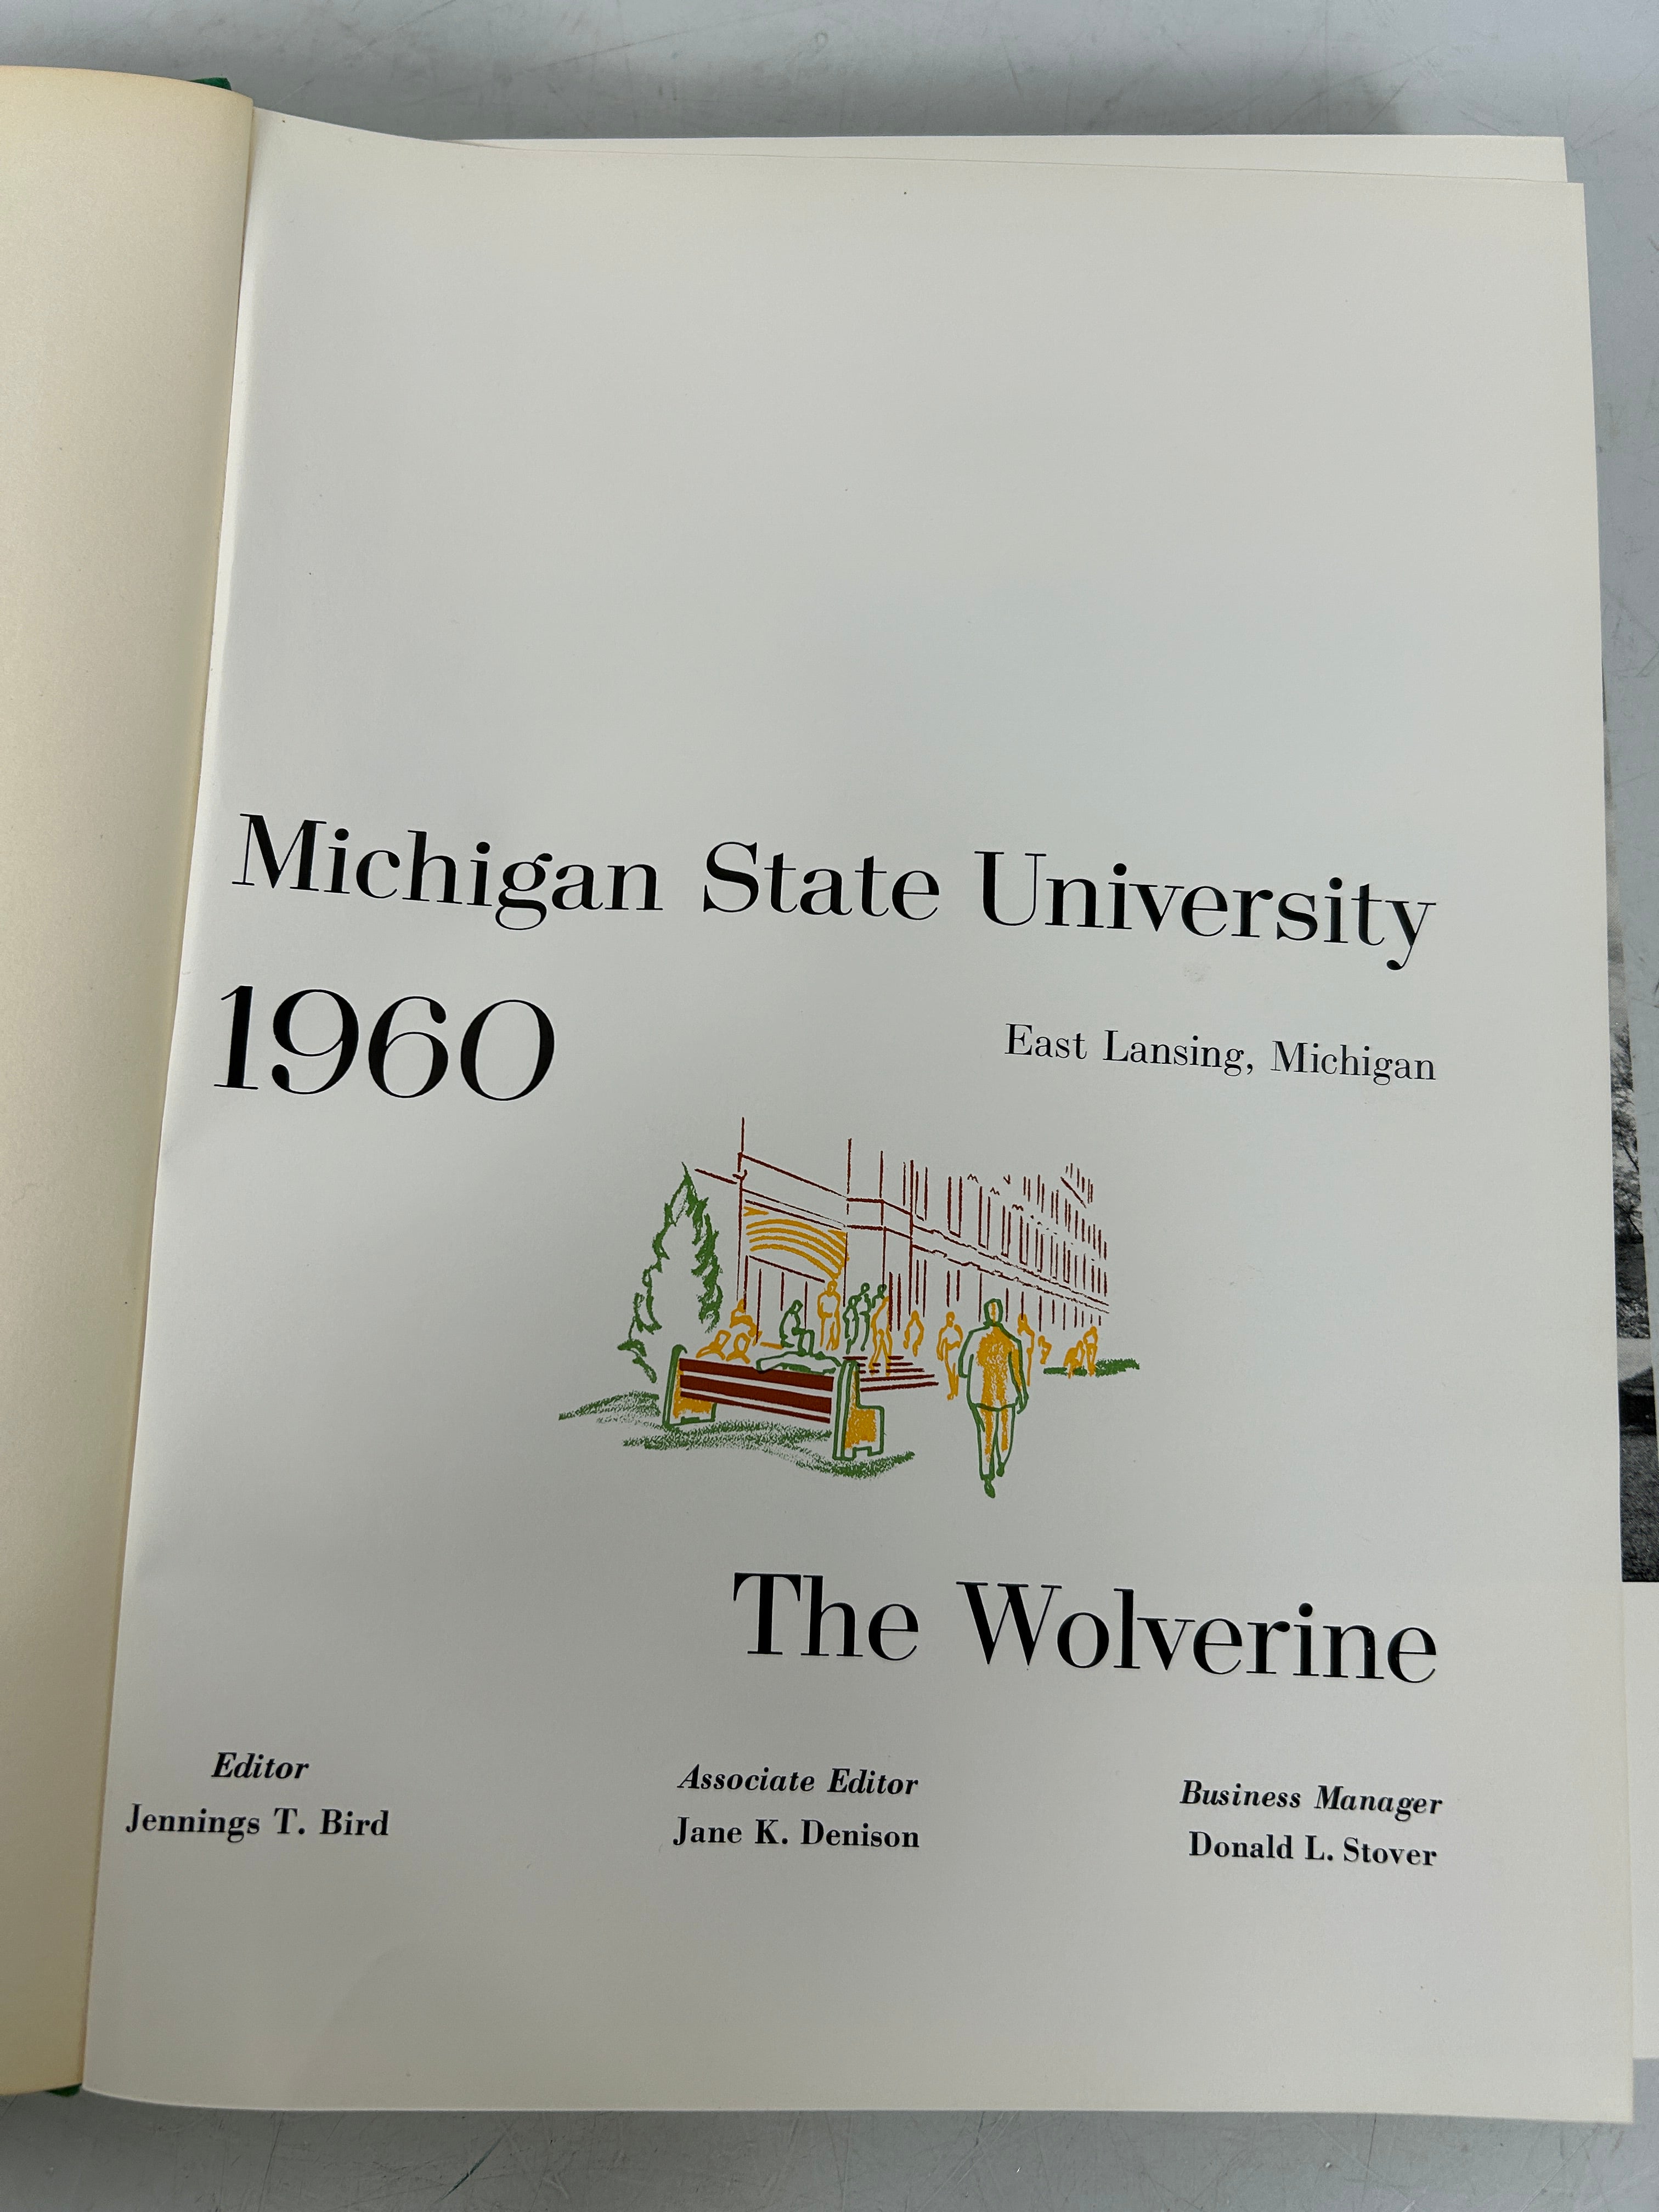 Michigan State University
1960
East Lansing, Michigan
The Wolverine
Editor
Jennings T. Bird
Associate Editor
Jane K. Denison
Business Manager
Donald L. Stover